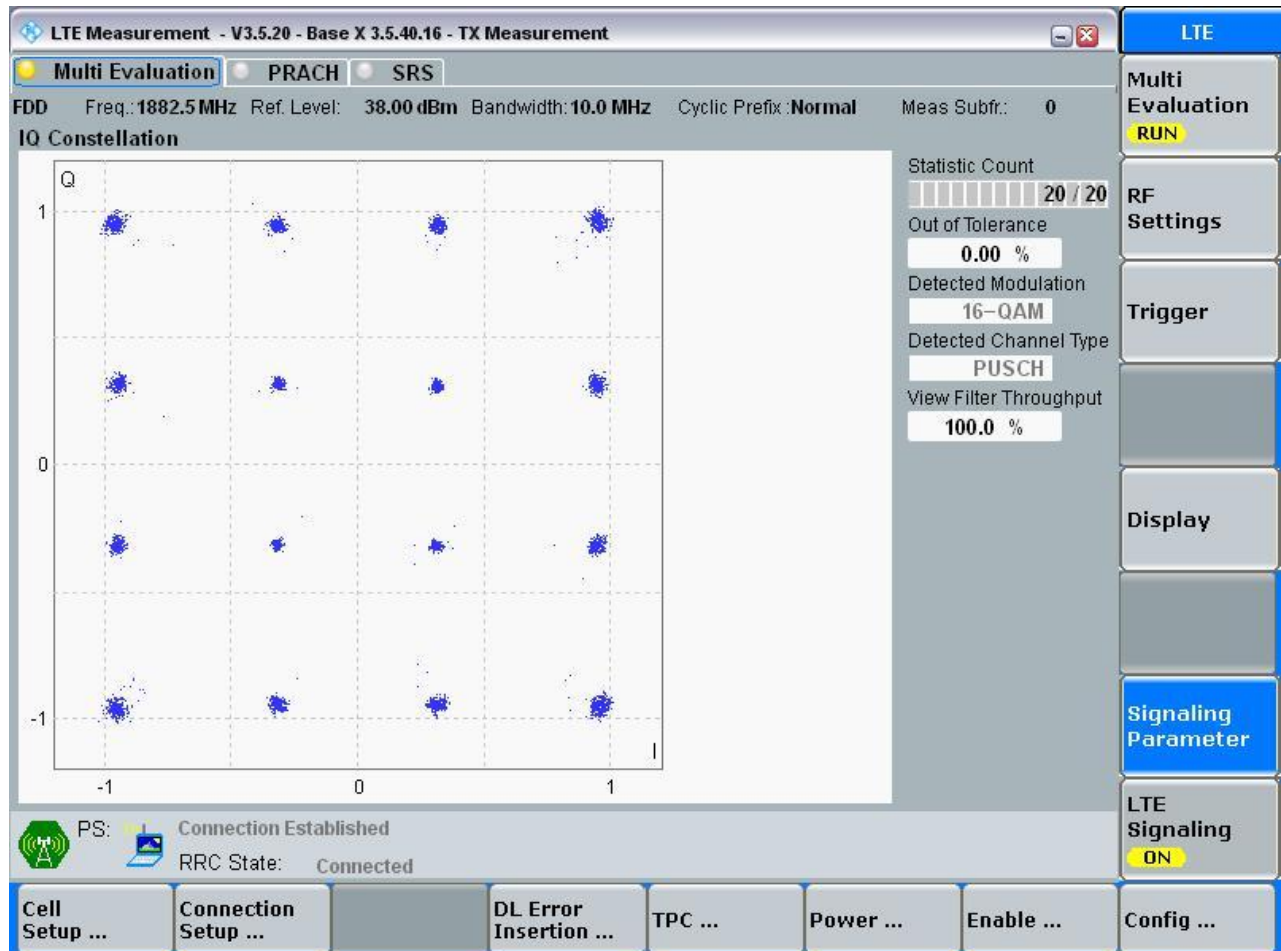 LTE Measurement - V3.5.20 - Base X 3.5.40.16 - TX Measurement
LTE
Multi Evaluation PRACH SRS
FDD Freq.:1882.5 MHz Ref. Level: 38.00 dBm Bandwidth:10.0 MHz Cyclic Prefix :Normal Meas Subfr.: 0
IQ Constellation
Q
1
0
-1
-1 0 1
I
Statistic Count
20 / 20
Out of Tolerance
0.00 %
Detected Modulation
16-QAM
Detected Channel Type
PUSCH
View Filter Throughput
100.0 %
Multi
Evaluation
RUN
RF
Settings
Trigger
Display
Signaling
Parameter
LTE
Signaling
ON
PS: Connection Established
RRC State: Connected
Cell
Setup ...
Connection
Setup ...
DL Error
Insertion ...
TPC ...
Power ...
Enable ...
Config ...